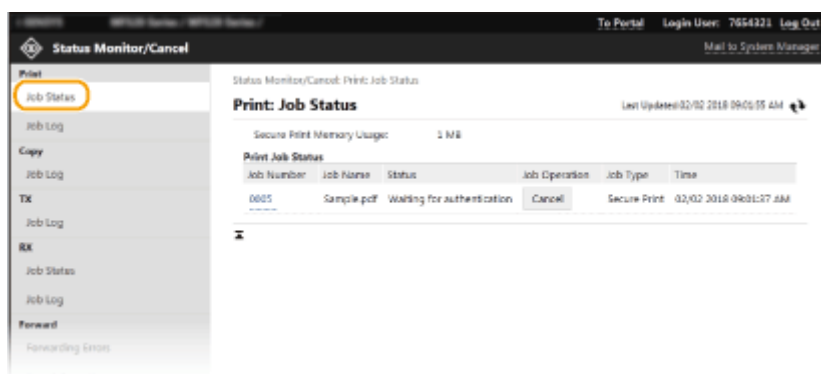 To Portal Login User: 7654321 Log Out
Status Monitor/Cancel
Mail to System Manager
Print
Job Status
Job Log
Copy
Job Log
TX
Job Log
RX
Job Status
Job Log
Forward
Forwarding Errors
Status Monitor/Cancel: Print: Job Status
Print: Job Status
Last Updated:02/02 2018 09:01:55 AM
Secure Print Memory Usage: 1 MB
Print Job Status
Job Number Job Name Status Job Operation Job Type Time
0005 Sample.pdf Waiting for authentication Cancel Secure Print 02/02 2018 09:01:37 AM